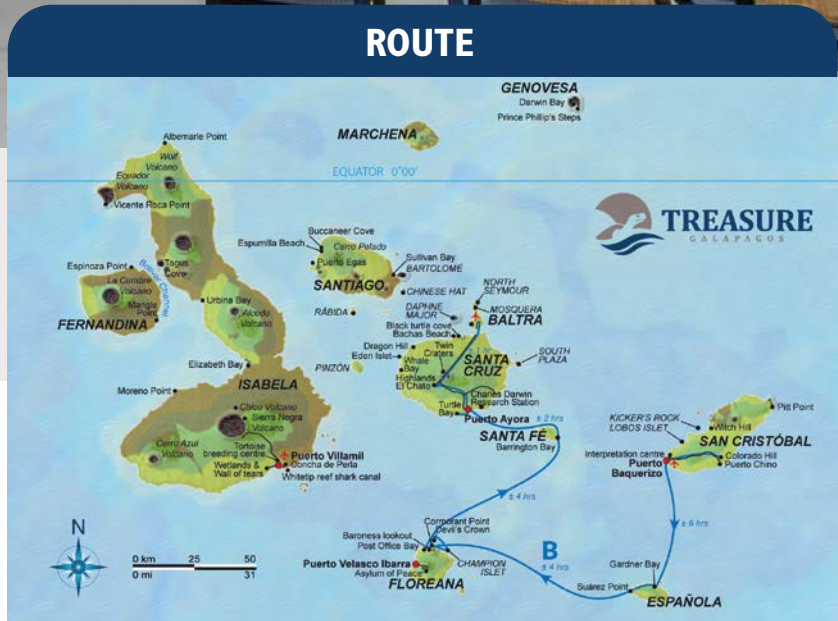 ROUTE
GENOVESA
Darwin Bay
Prince Phillip's Steps
MARCHENA
Albemarle Point
Wolf
Volcano
Ecuador
Volcano
EQUATOR 0°00'
Vicente Roca Point
TREASURE
GALAPAGOS
Buccaneer Cove
Espumilla Beach
Cerro Pelado
Sullivan Bay
BARTOLOMÉ
Puerto Egas
SANTIAGO
CHINESE HAT
Tagus
Cove
Espinoza Point
Bolivar Channel
La Cumbre
Volcano
Mangle
Point
FERNANDINA
Urbina Bay
Alcedo
Volcano
RÁBIDA
NORTH
SEYMOUR
DAPHNE
MAJOR
MOSQUERA
BALTRA
Black turtle cove
Bachas Beach
Dragon Hill
Twin
Craters
Eden Islet
Whale
Bay
SANTA
CRUZ
SOUTH
PLAZA
Highlands
El Chato
Charles Darwin
Research Station
PINZÓN
Turtle
Bay
Puerto Ayora
± 2 hrs
Elizabeth Bay
ISABELA
Moreno Point
Chico Volcano
Sierra Negra
Volcano
Cerro Azul
Volcano
Tortoise
breeding centre
Puerto Villamil
Concha de Perla
Wetlands &
Wall of tears
Whitetip reef shark canal
SANTA FÉ
Barrington Bay
KICKER'S ROCK
LOBOS ISLET
Witch Hill
Pitt Point
SAN CRISTÓBAL
Interpretation centre
Puerto
Baquerizo
Colorado Hill
Puerto Chino
± 4 hrs
± 6 hrs
Cormorant Point
Devil's Crown
Baroness lookout
Post Office Bay
B
± 4 hrs
CHAMPION
ISLET
Puerto Velasco Ibarra
Asylum of Peace
FLOREANA
Gardner Bay
Suárez Point
ESPAÑOLA
N
0 km 25 50
0 mi 31